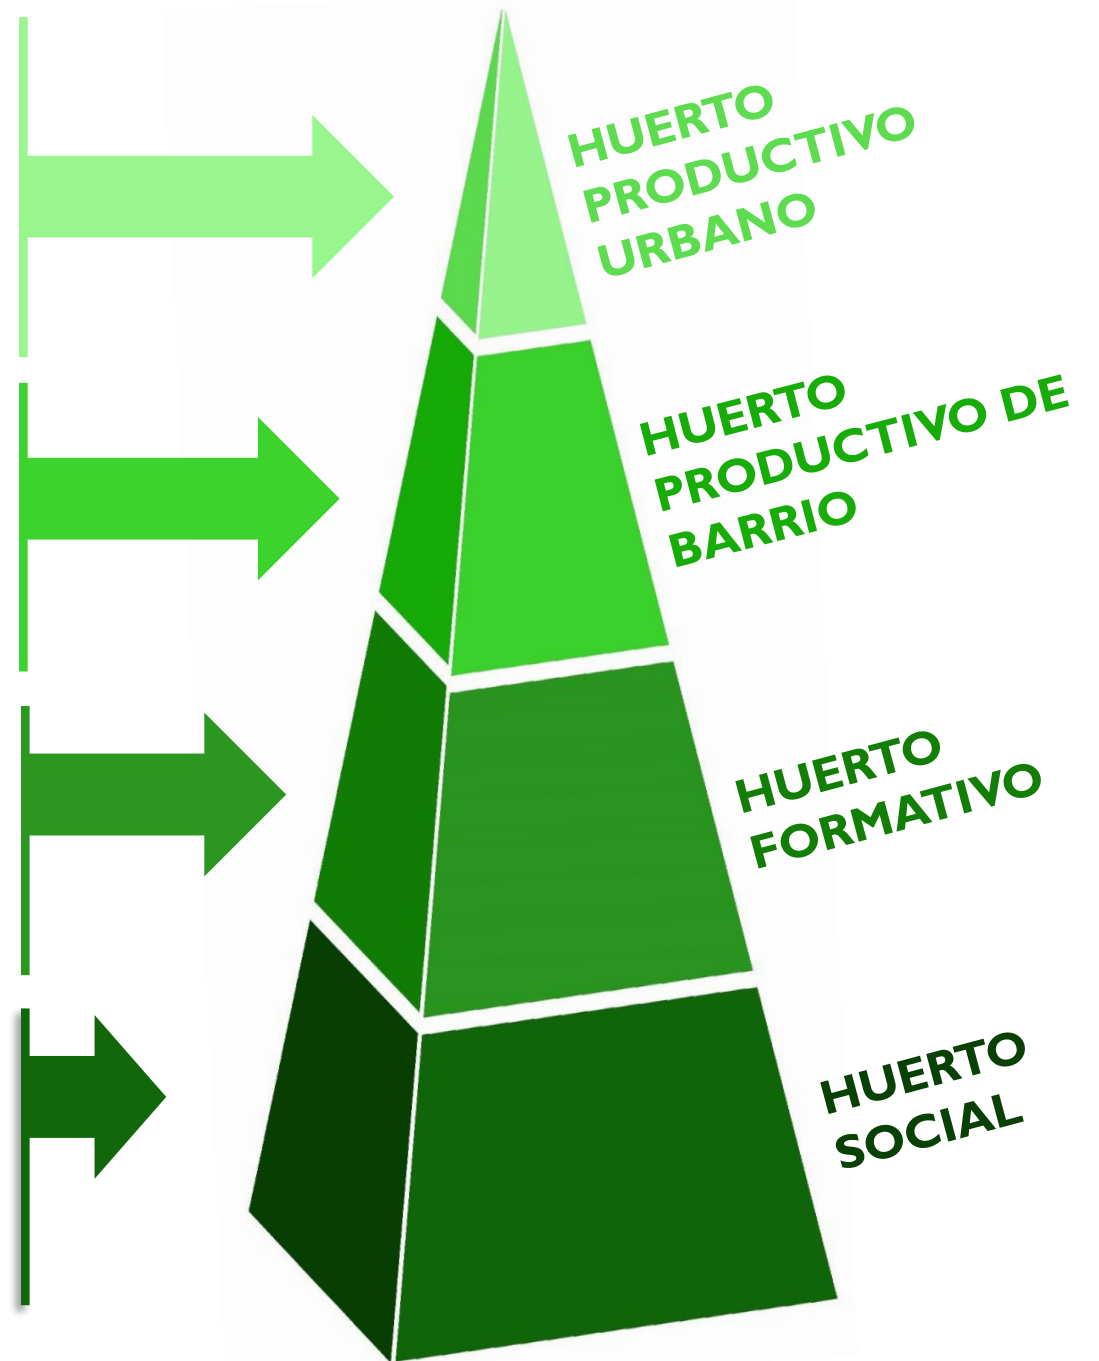 HUERTO
PRODUCTIVO
URBANO
HUERTO
PRODUCTIVO DE
BARRIO
HUERTO
FORMATIVO
HUERTO
SOCIAL